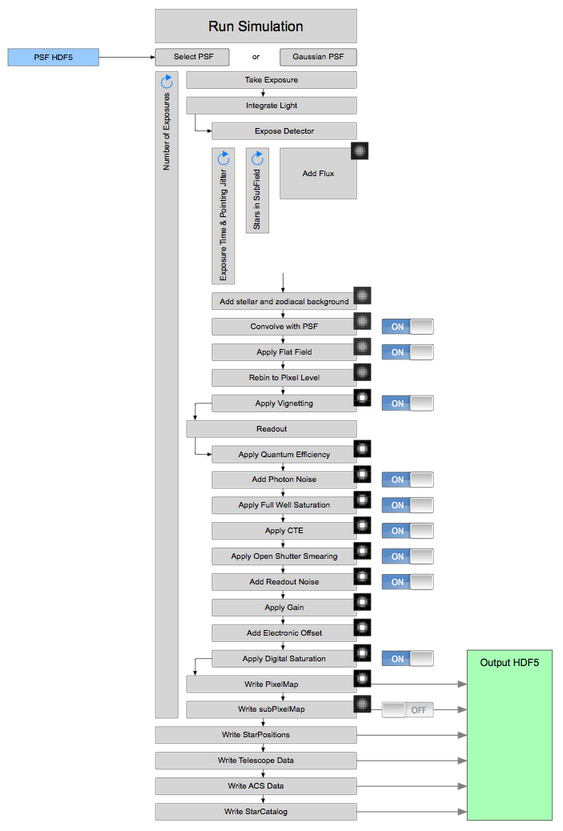 Run Simulation
PSF HDF5
Select PSF
or
Gaussian PSF
Number of Exposures
Take Exposure
Integrate Light
Expose Detector
Exposure Time & Pointing Jitter
Stars in SubField
Add Flux
Add stellar and zodiacal background
Convolve with PSF
ON
Apply Flat Field
ON
Rebin to Pixel Level
Apply Vignetting
ON
Readout
Apply Quantum Efficiency
Add Photon Noise
ON
Apply Full Well Saturation
ON
Apply CTE
ON
Apply Open Shutter Smearing
ON
Add Readout Noise
ON
Apply Gain
Add Electronic Offset
Apply Digital Saturation
ON
Output HDF5
Write PixelMap
Write subPixelMap
OFF
Write StarPositions
Write Telescope Data
Write ACS Data
Write StarCatalog